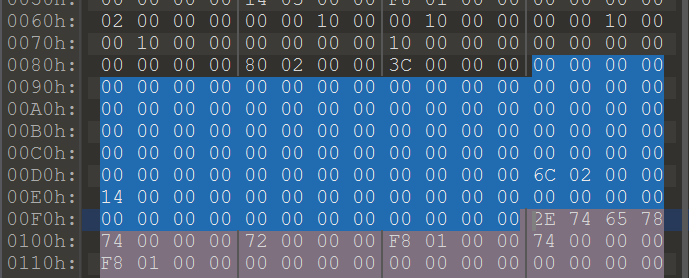 0060h: 02 00 00 00 00 00 10 00 00 10 00 00 00 00 10 00
0070h: 00 10 00 00 00 00 00 00 10 00 00 00 00 00 00 00
0080h: 00 00 00 00 80 02 00 00 3C 00 00 00 00 00 00 00
0090h: 00 00 00 00 00 00 00 00 00 00 00 00 00 00 00 00
00A0h: 00 00 00 00 00 00 00 00 00 00 00 00 00 00 00 00
00B0h: 00 00 00 00 00 00 00 00 00 00 00 00 00 00 00 00
00C0h: 00 00 00 00 00 00 00 00 00 00 00 00 00 00 00 00
00D0h: 00 00 00 00 00 00 00 00 00 00 00 00 6C 02 00 00
00E0h: 14 00 00 00 00 00 00 00 00 00 00 00 00 00 00 00
00F0h: 00 00 00 00 00 00 00 00 00 00 00 00 2E 74 65 78
0100h: 74 00 00 00 72 00 00 00 F8 01 00 00 74 00 00 00
0110h: F8 01 00 00 00 00 00 00 00 00 00 00 00 00 00 00